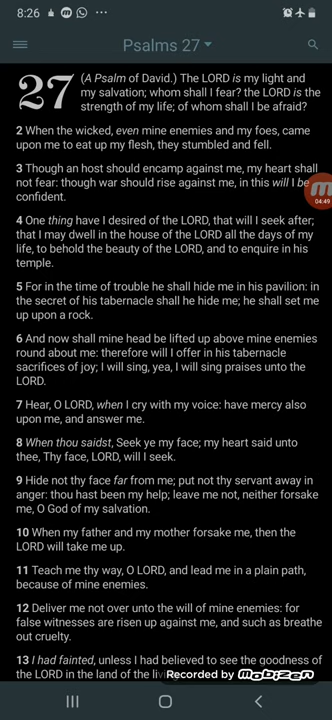 8:26
Psalms 27
27 (A Psalm of David.) The LORD is my light and
my salvation; whom shall I fear? the LORD is the
strength of my life; of whom shall I be afraid?
2 When the wicked, even mine enemies and my foes, came
upon me to eat up my flesh, they stumbled and fell.
3 Though an host should encamp against me, my heart shall
not fear: though war should rise against me, in this will I be
confident.
04:49
4 One thing have I desired of the LORD, that will I seek after;
that I may dwell in the house of the LORD all the days of my
life, to behold the beauty of the LORD, and to enquire in his
temple.
5 For in the time of trouble he shall hide me in his pavilion: in
the secret of his tabernacle shall he hide me; he shall set me
up upon a rock.
6 And now shall mine head be lifted up above mine enemies
round about me: therefore will I offer in his tabernacle
sacrifices of joy; I will sing, yea, I will sing praises unto the
LORD.
7 Hear, O LORD, when I cry with my voice: have mercy also
upon me, and answer me.
8 When thou saidst, Seek ye my face; my heart said unto
thee, Thy face, LORD, will I seek.
9 Hide not thy face far from me; put not thy servant away in
anger: thou hast been my help; leave me not, neither forsake
me, O God of my salvation.
10 When my father and my mother forsake me, then the
LORD will take me up.
11 Teach me thy way, O LORD, and lead me in a plain path,
because of mine enemies.
12 Deliver me not over unto the will of mine enemies: for
false witnesses are risen up against me, and such as breathe
out cruelty.
13 I had fainted, unless I had believed to see the goodness of
the LORD in the land of the livi
Recorded by mobizen